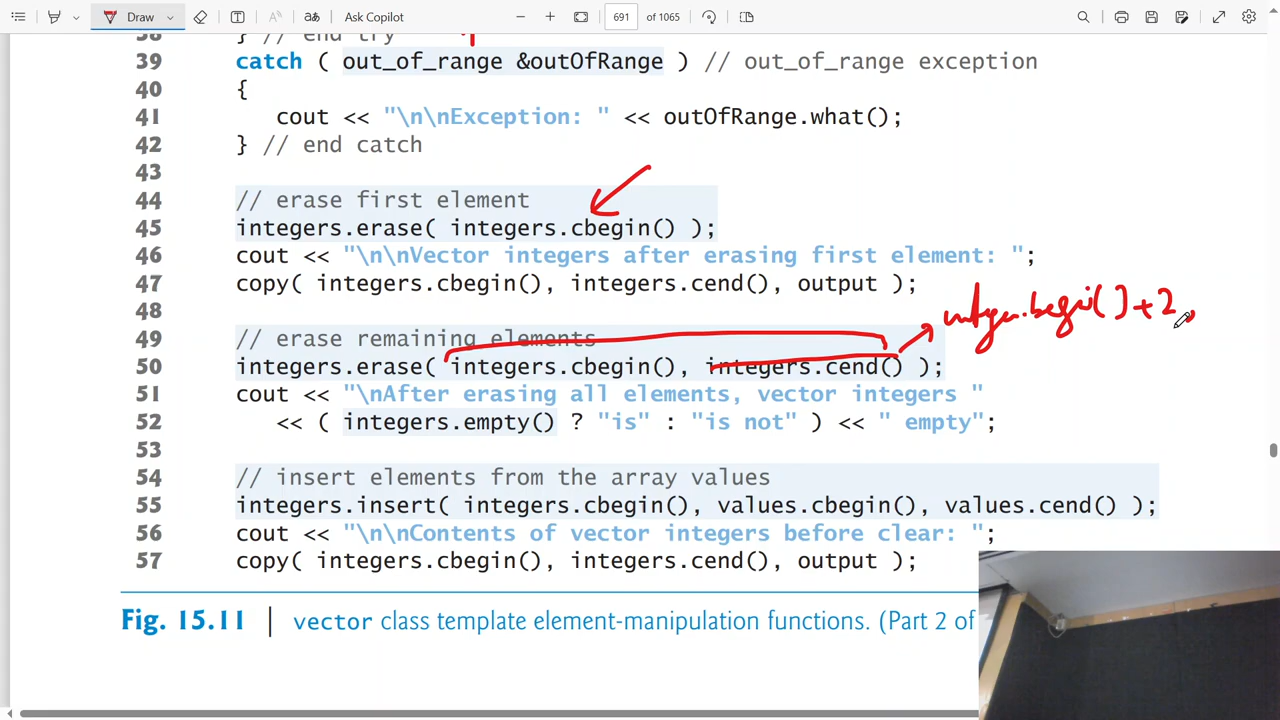 Draw
Ask Copilot
691 of 1065
38 } // end try
39 catch ( out_of_range &outOfRange ) // out_of_range exception
40 {
41 cout << "\n\nException: " << outOfRange.what();
42 } // end catch
43
44 // erase first element
45 integers.erase( integers.cbegin() );
46 cout << "\n\nVector integers after erasing first element: ";
47 copy( integers.cbegin(), integers.cend(), output );
48
integer.begin()+2,
49 // erase remaining elements
50 integers.erase( integers.cbegin(), integers.cend() );
51 cout << "\nAfter erasing all elements, vector integers "
52 << ( integers.empty() ? "is" : "is not" ) << " empty";
53
54 // insert elements from the array values
55 integers.insert( integers.cbegin(), values.cbegin(), values.cend() );
56 cout << "\n\nContents of vector integers before clear: ";
57 copy( integers.cbegin(), integers.cend(), output );
Fig. 15.11 | vector class template element-manipulation functions. (Part 2 of